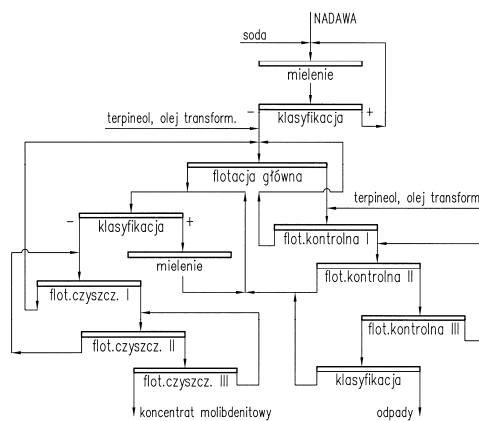 NADAWA
soda
mielenie
- klasyfikacja +
terpineol, olej transform.
flotacja główna
terpineol, olej transform
- klasyfikacja +
flot.kontrolna I
mielenie
flot.kontrolna II
flot.czyszcz. I
flot.kontrolna III
flot.czyszcz. II
flot.czyszcz. III
klasyfikacja
koncentrat molibdenitowy
odpady